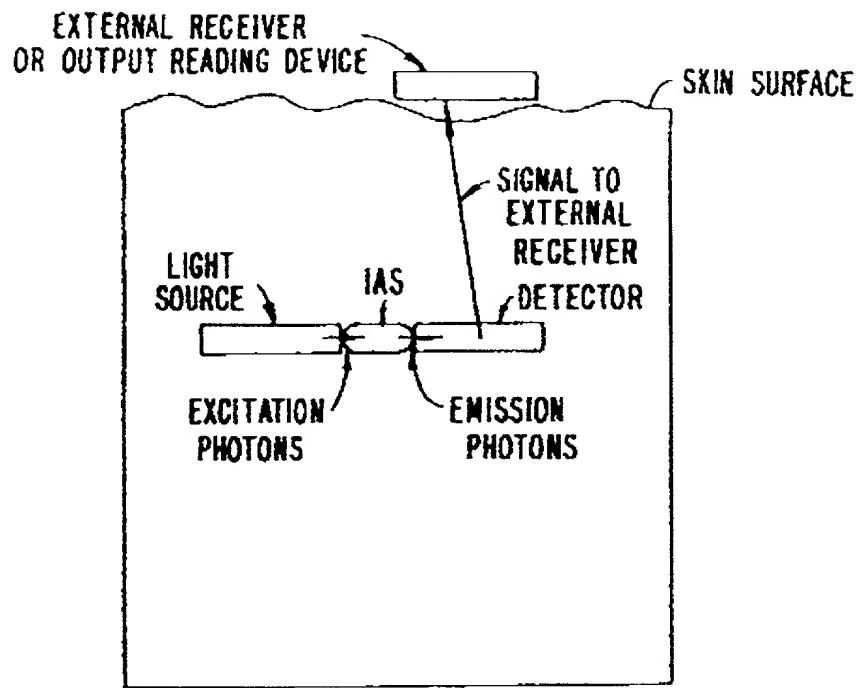 EXTERNAL RECEIVER
OR OUTPUT READING DEVICE
SKIN SURFACE
SIGNAL TO
EXTERNAL
RECEIVER
LIGHT
SOURCE
IAS
DETECTOR
EXCITATION
PHOTONS
EMISSION
PHOTONS